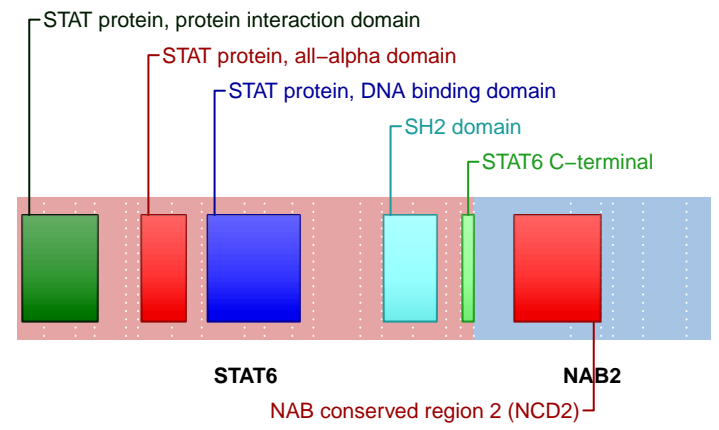 STAT protein, protein interaction domain
STAT protein, all−alpha domain
STAT protein, DNA binding domain
SH2 domain
STAT6 C−terminal
STAT6
NAB2
NAB conserved region 2 (NCD2)